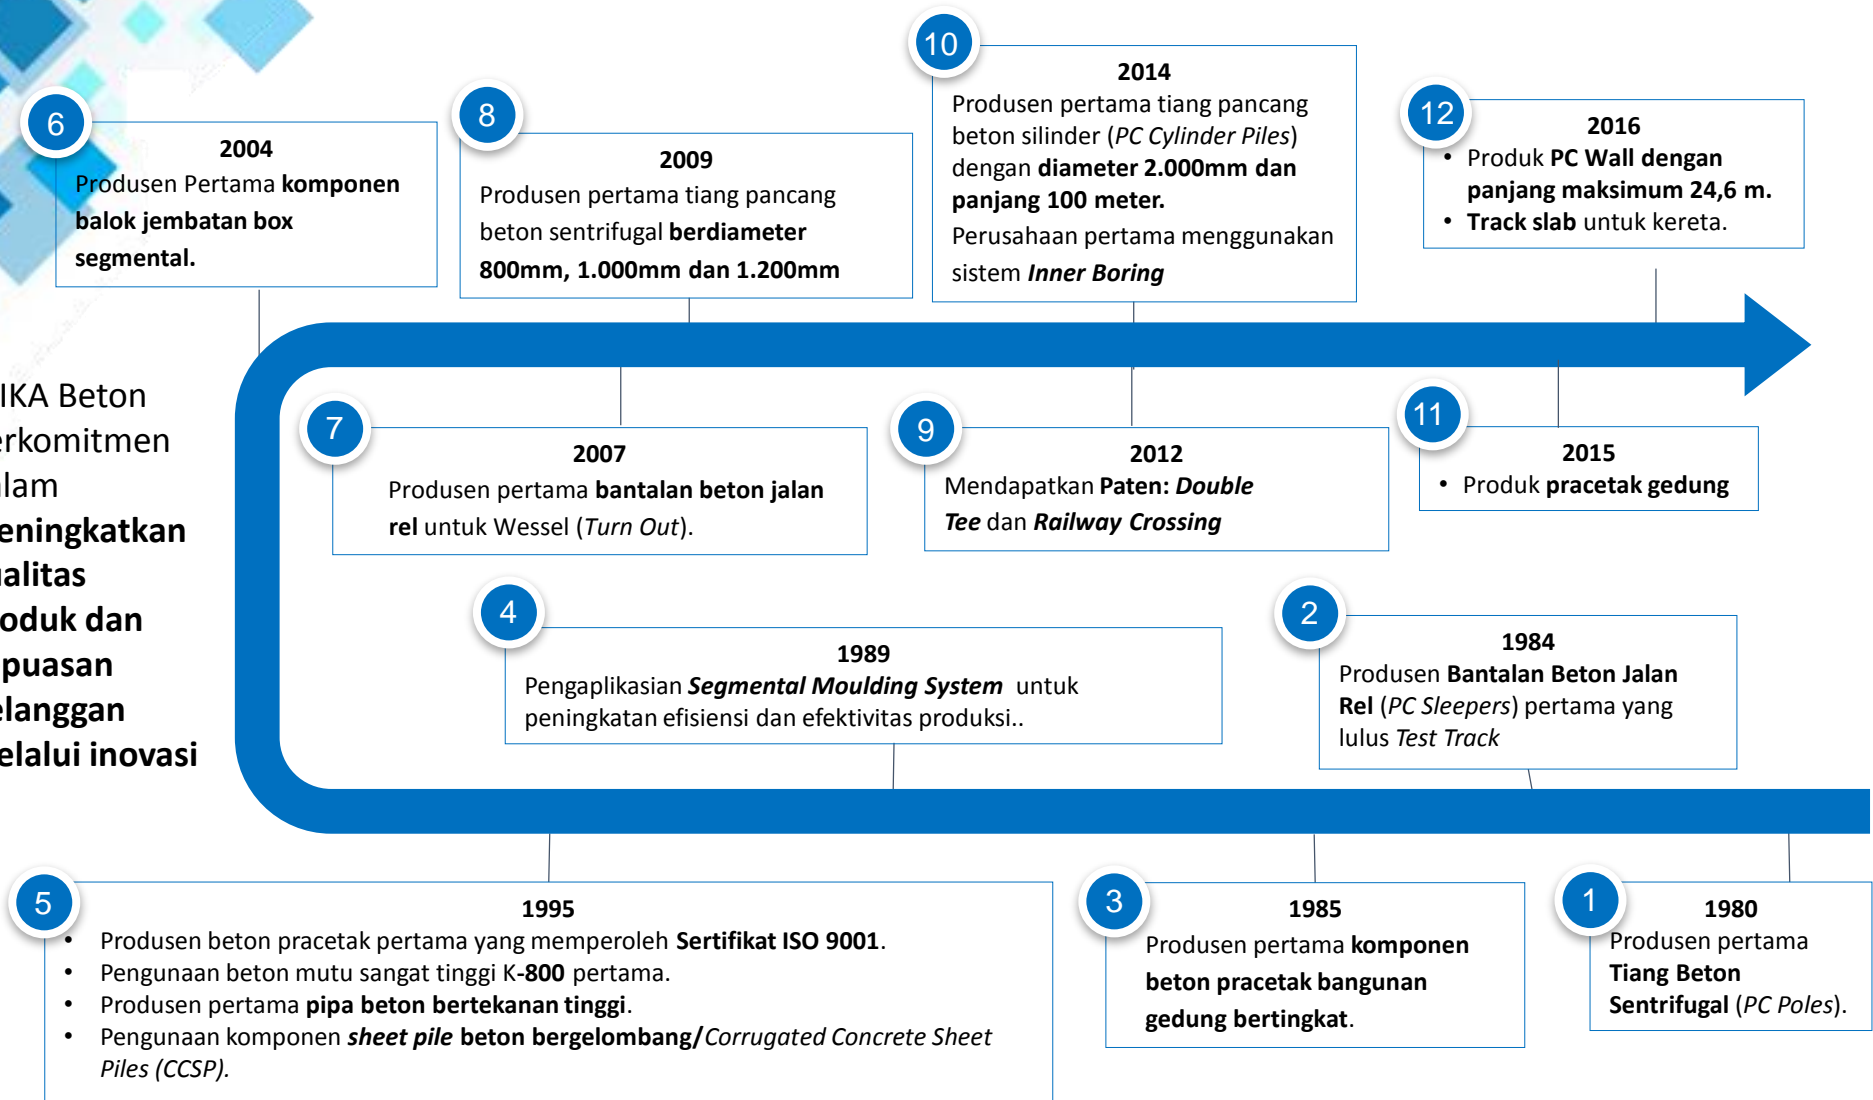 6
2004
Produsen Pertama komponen
balok jembatan box
segmental.
8
2009
Produsen pertama tiang pancang
beton sentrifugal berdiameter
800mm, 1.000mm dan 1.200mm
10
2014
Produsen pertama tiang pancang
beton silinder (PC Cylinder Piles)
dengan diameter 2.000mm dan
panjang 100 meter.
Perusahaan pertama menggunakan
sistem Inner Boring
12
2016
• Produk PC Wall dengan
panjang maksimum 24,6 m.
• Track slab untuk kereta.
IKA Beton
erkomitmen
alam
eningkatkan
ualitas
oduk dan
puasan
elanggan
elalui inovasi
7
2007
Produsen pertama bantalan beton jalan
rel untuk Wessel (Turn Out).
9
2012
Mendapatkan Paten: Double
Tee dan Railway Crossing
11
2015
• Produk pracetak gedung
4
1989
Pengaplikasian Segmental Moulding System untuk
peningkatan efisiensi dan efektivitas produksi..
2
1984
Produsen Bantalan Beton Jalan
Rel (PC Sleepers) pertama yang
lulus Test Track
5
1995
• Produsen beton pracetak pertama yang memperoleh Sertifikat ISO 9001.
• Pengunaan beton mutu sangat tinggi K-800 pertama.
• Produsen pertama pipa beton bertekanan tinggi.
• Pengunaan komponen sheet pile beton bergelombang/Corrugated Concrete Sheet
Piles (CCSP).
3
1985
Produsen pertama komponen
beton pracetak bangunan
gedung bertingkat.
1
1980
Produsen pertama
Tiang Beton
Sentrifugal (PC Poles).